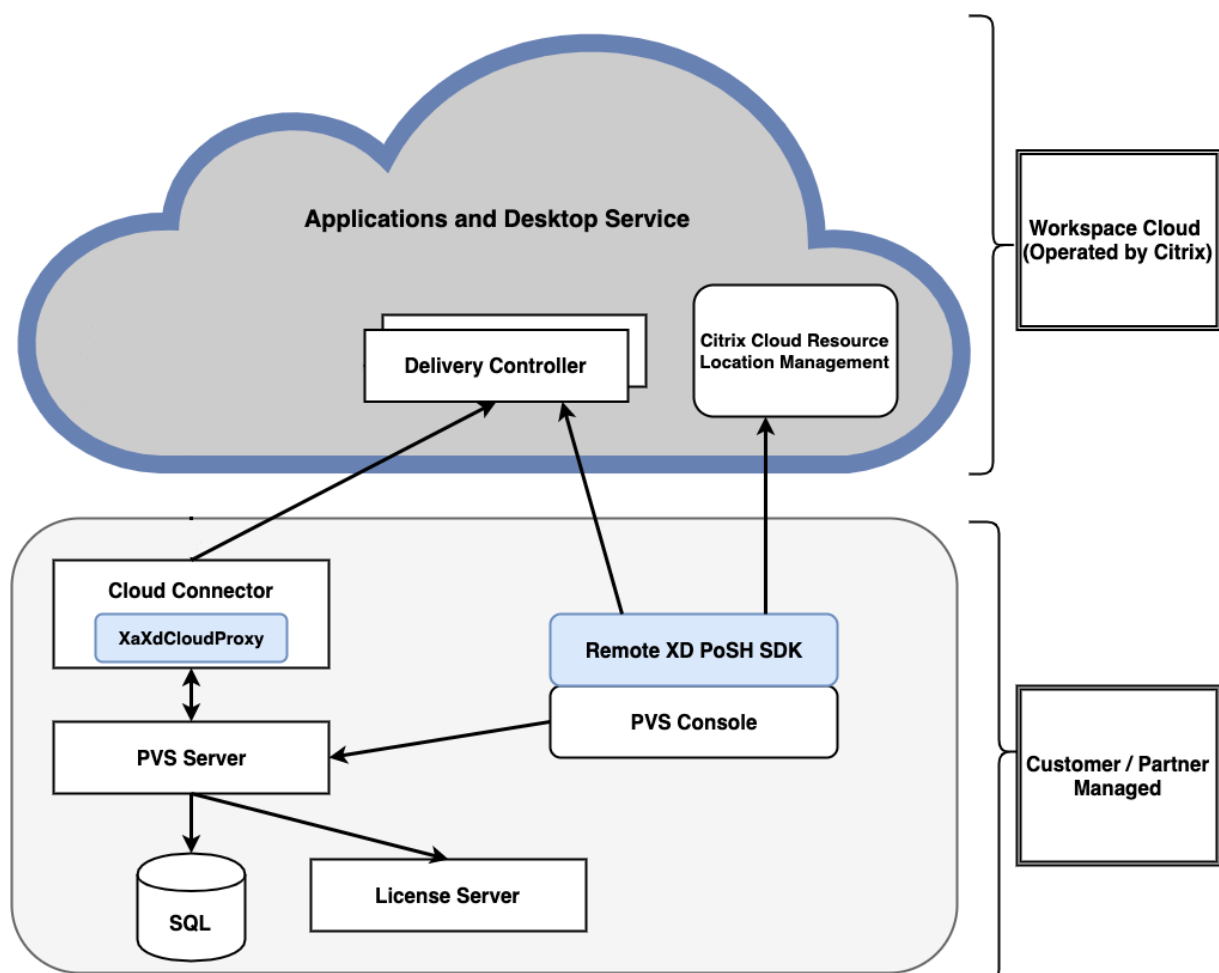 Applications and Desktop Service
Workspace Cloud
(Operated by Citrix)
Citrix Cloud Resource
Location Management
Delivery Controller
Cloud Connector
XaXdCloudProxy
Remote XD PoSH SDK
PVS Console
PVS Server
Customer / Partner
Managed
License Server
SQL